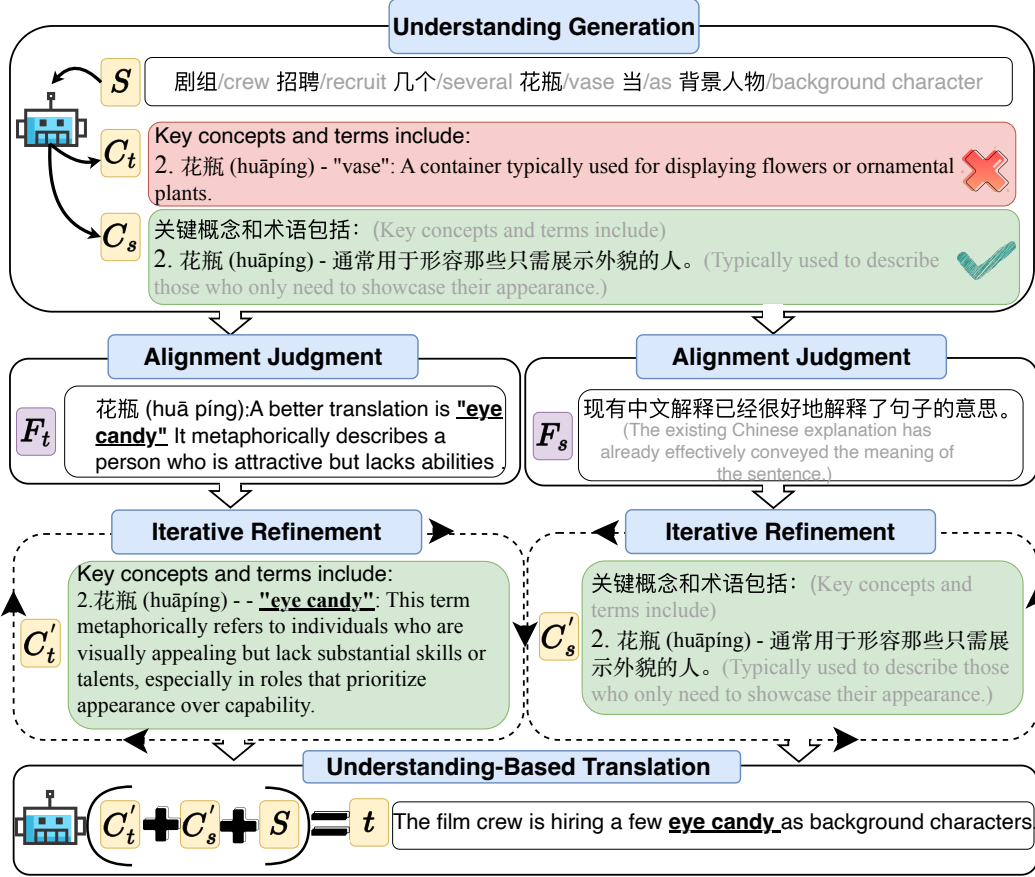 Understanding Generation
S
剧组/crew 招聘/recruit 几个/several 花瓶/vase 当/as 背景人物/background character
C_t
Key concepts and terms include:
2. 花瓶 (huāpíng) - "vase": A container typically used for displaying flowers or ornamental
plants.
C_s
关键概念和术语包括：(Key concepts and terms include)
2. 花瓶 (huāpíng) - 通常用于形容那些只需展示外貌的人。(Typically used to describe
those who only need to showcase their appearance.)
Alignment Judgment
F_t
花瓶 (huā píng):A better translation is "eye
candy" It metaphorically describes a
person who is attractive but lacks abilities .
Alignment Judgment
F_s
现有中文解释已经很好地解释了句子的意思。
(The existing Chinese explanation has
already effectively conveyed the meaning of
the sentence.)
Iterative Refinement
C_t'
Key concepts and terms include:
2.花瓶 (huāpíng) - - "eye candy": This term
metaphorically refers to individuals who are
visually appealing but lack substantial skills or
talents, especially in roles that prioritize
appearance over capability.
Iterative Refinement
C_s'
关键概念和术语包括：(Key concepts and
terms include)
2. 花瓶 (huāpíng) - 通常用于形容那些只需展
示外貌的人。(Typically used to describe those
who only need to showcase their appearance.)
Understanding-Based Translation
(C_t' + C_s' + S) = t
The film crew is hiring a few eye candy as background characters.